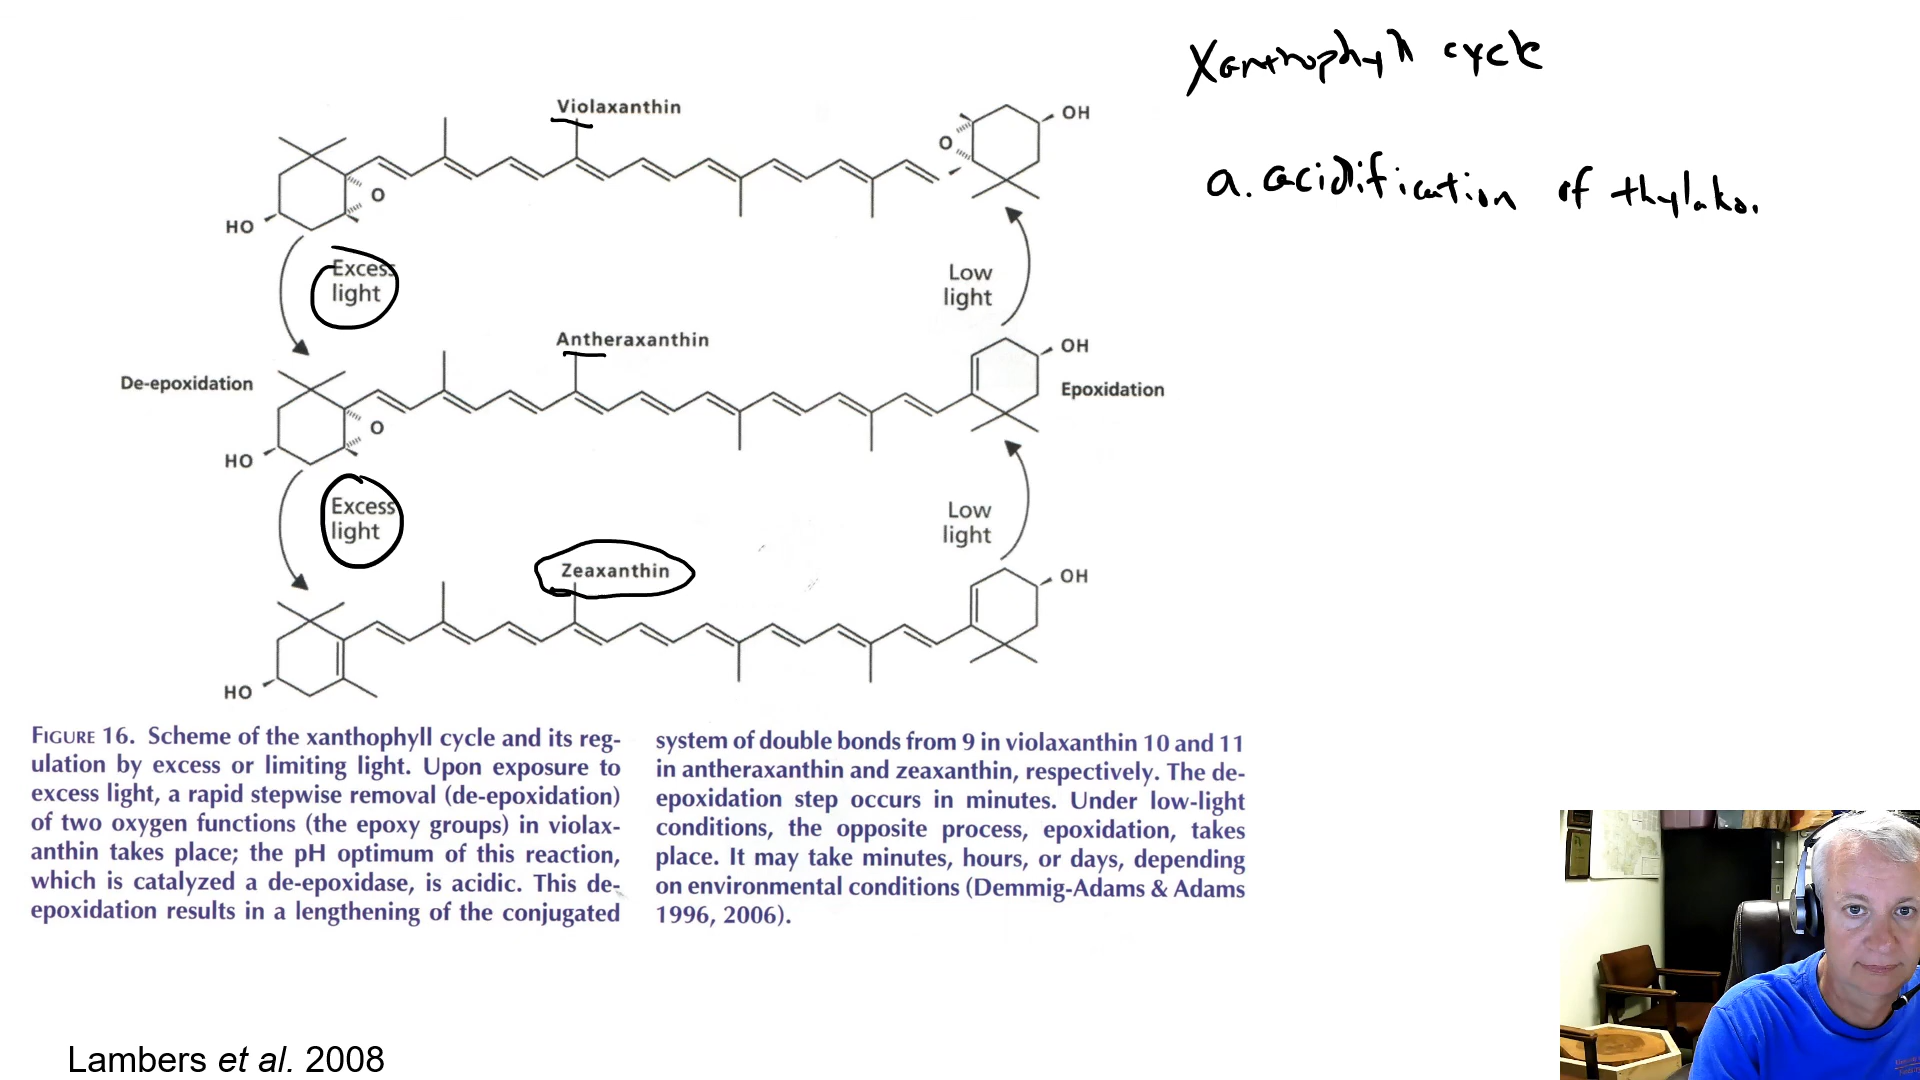 Xanthophyll cycle
a. acidification of thylako.
Violaxanthin
OH
O
O
HO
Excess
light
Low
light
Antheraxanthin
OH
De-epoxidation
Epoxidation
O
HO
Excess
light
Low
light
Zeaxanthin
OH
HO
FIGURE 16. Scheme of the xanthophyll cycle and its reg-
ulation by excess or limiting light. Upon exposure to
excess light, a rapid stepwise removal (de-epoxidation)
of two oxygen functions (the epoxy groups) in violax-
anthin takes place; the pH optimum of this reaction,
which is catalyzed a de-epoxidase, is acidic. This de-
epoxidation results in a lengthening of the conjugated
system of double bonds from 9 in violaxanthin 10 and 11
in antheraxanthin and zeaxanthin, respectively. The de-
epoxidation step occurs in minutes. Under low-light
conditions, the opposite process, epoxidation, takes
place. It may take minutes, hours, or days, depending
on environmental conditions (Demmig-Adams & Adams
1996, 2006).
Lambers et al. 2008